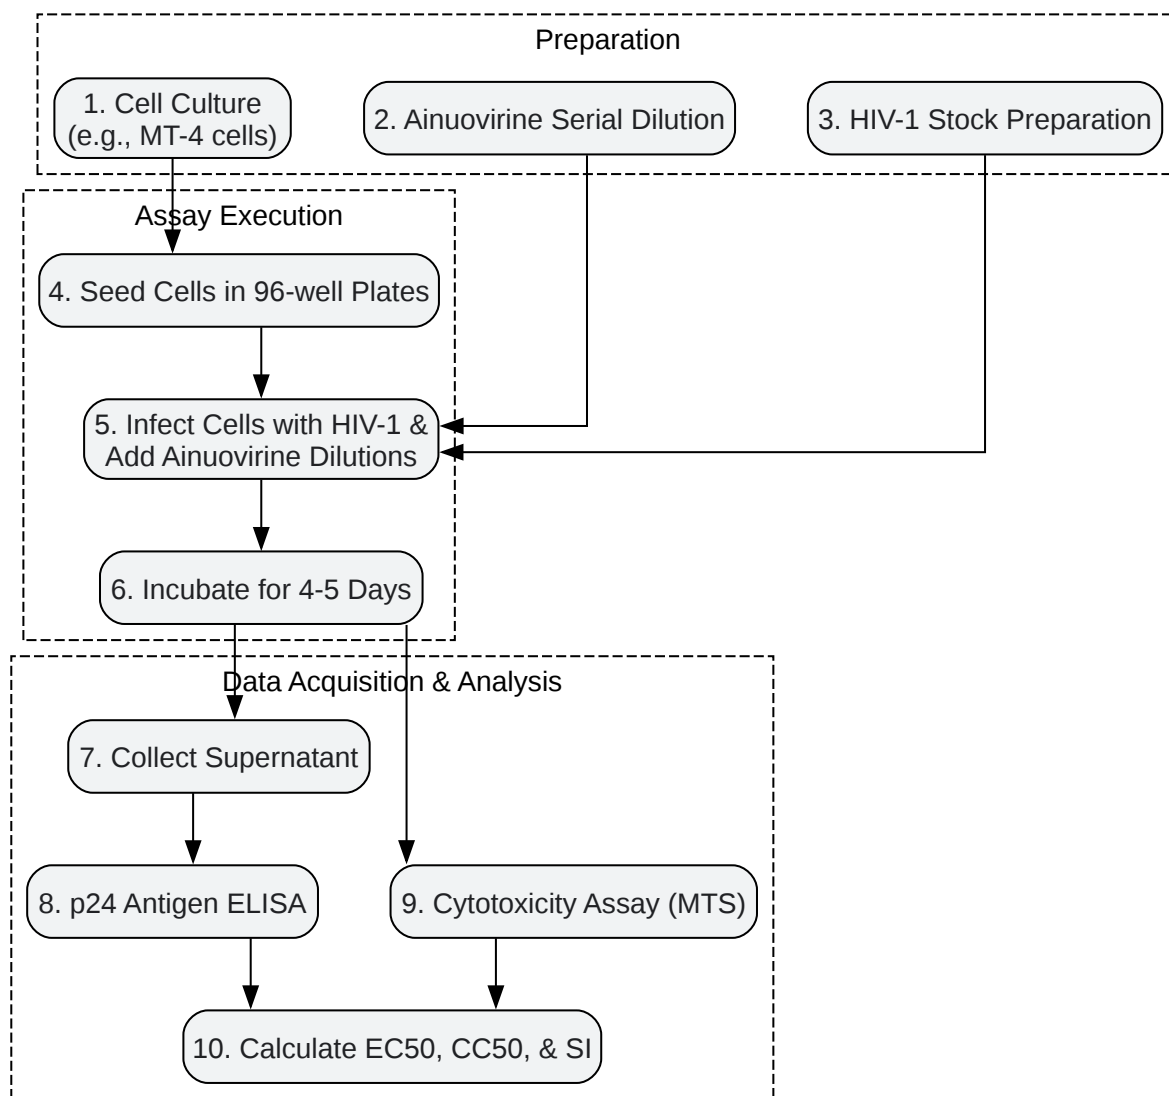 Preparation
1. Cell Culture
(e.g., MT-4 cells)
2. Ainuovirine Serial Dilution
3. HIV-1 Stock Preparation
Assay Execution
4. Seed Cells in 96-well Plates
5. Infect Cells with HIV-1 &
Add Ainuovirine Dilutions
6. Incubate for 4-5 Days
Data Acquisition & Analysis
7. Collect Supernatant
8. p24 Antigen ELISA
9. Cytotoxicity Assay (MTS)
10. Calculate EC50, CC50, & SI